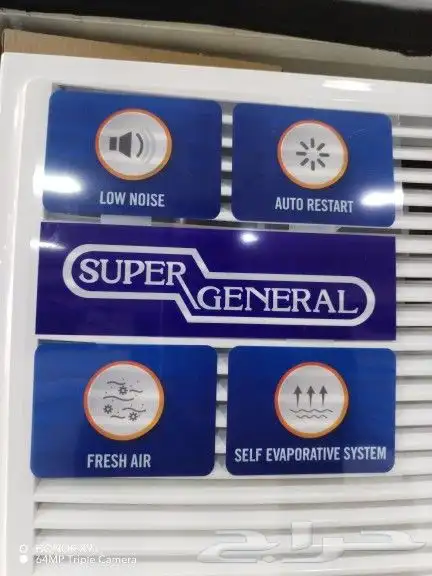 LOW NOISE
AUTO RESTART
SUPER
GENERAL
FRESH AIR
SELF EVAPORATIVE SYSTEM
64MP Triple Camera
حراج